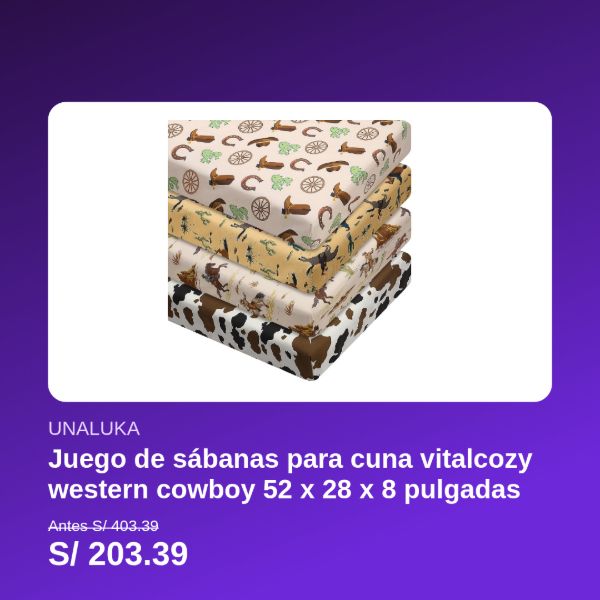 UNALUKA
Juego de sábanas para cuna vitalcozy
western cowboy 52 x 28 x 8 pulgadas
Antes S/ 403.39
S/ 203.39